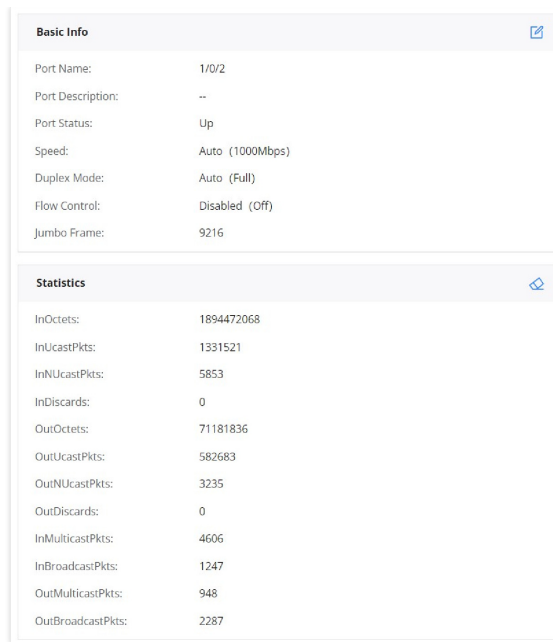 Basic Info
Port Name: 1/0/2
Port Description: --
Port Status: Up
Speed: Auto (1000Mbps)
Duplex Mode: Auto (Full)
Flow Control: Disabled (Off)
Jumbo Frame: 9216
Statistics
InOctets: 1894472068
InUcastPkts: 1331521
InNUcastPkts: 5853
InDiscards: 0
OutOctets: 71181836
OutUcastPkts: 582683
OutNUcastPkts: 3235
OutDiscards: 0
InMulticastPkts: 4606
InBroadcastPkts: 1247
OutMulticastPkts: 948
OutBroadcastPkts: 2287